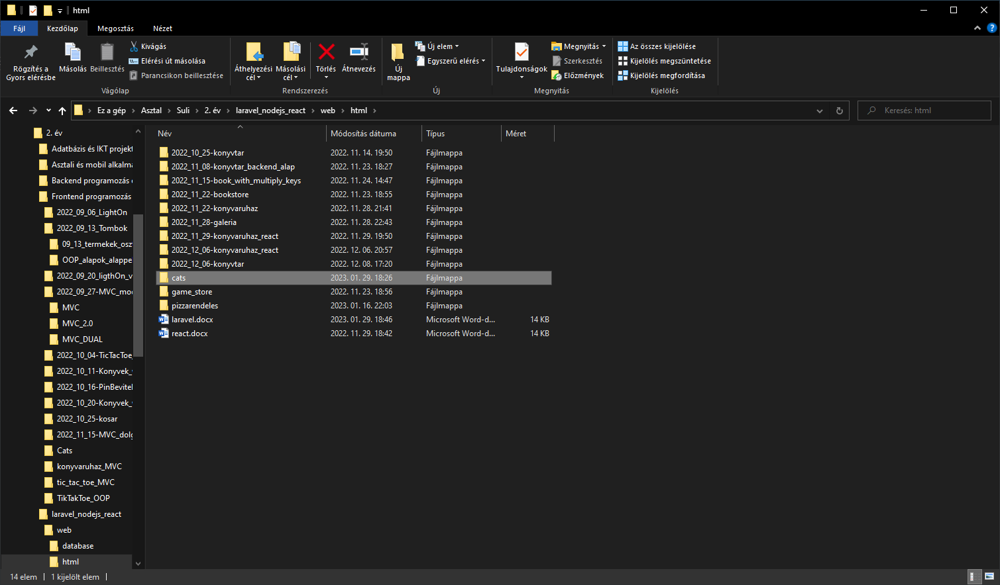 html
Fájl Kezdőlap Megosztás Nézet
Rögzítés a Gyors elérésbe
Másolás
Beillesztés
Kivágás
Elérési út másolása
Parancsikon beillesztése
Vágólap
Áthelyezési cél
Másolási cél
Törlés
Átnevezés
Rendszerezés
Új mappa
Új elem
Egyszerű elérés
Új
Tulajdonságok
Megnyitás
Szerkesztés
Előzmények
Megnyitás
Az összes kijelölése
Kijelölés megszüntetése
Kijelölés megfordítása
Kijelölés
Ez a gép › Asztal › Suli › 2. év › laravel_nodejs_react › web › html ›
Keresés: html
2. év
Adatbázis és IKT projekt
Asztali és mobil alkalma
Backend programozás
Frontend programozás
2022_09_06_LightOn
2022_09_13_Tombok
09_13_termekek_osz
OOP_alapok_alappe
2022_09_20_ligthOn_v
2022_09_27-MVC_mo
MVC
MVC_2.0
MVC_DUAL
2022_10_04-TicTacToe_
2022_10_11-Konyvek_
2022_10_16-PinBevitel
2022_10_20-Konyvek_
2022_10_25-kosar
2022_11_15-MVC_dolg
Cats
konyvaruhaz_MVC
tic_tac_toe_MVC
TikTakToe_OOP
laravel_nodejs_react
web
database
html
Név Módosítás dátuma Típus Méret
2022_10_25-konyvtar 2022. 11. 14. 19:50 Fájlmappa
2022_11_08-konyvtar_backend_alap 2022. 11. 23. 18:27 Fájlmappa
2022_11_15-book_with_multiply_keys 2022. 11. 24. 14:47 Fájlmappa
2022_11_22-bookstore 2022. 11. 23. 18:55 Fájlmappa
2022_11_22-konyvaruhaz 2022. 11. 28. 21:41 Fájlmappa
2022_11_28-galeria 2022. 11. 28. 22:43 Fájlmappa
2022_11_29-konyvaruhaz_react 2022. 11. 29. 19:50 Fájlmappa
2022_12_06-konyvaruhaz_react 2022. 12. 06. 20:57 Fájlmappa
2022_12_06-konyvtar 2022. 12. 08. 17:20 Fájlmappa
cats 2023. 01. 29. 18:26 Fájlmappa
game_store 2022. 11. 23. 18:56 Fájlmappa
pizzarendeles 2023. 01. 16. 22:03 Fájlmappa
laravel.docx 2023. 01. 29. 18:46 Microsoft Word-d... 14 KB
react.docx 2022. 11. 29. 18:42 Microsoft Word-d... 14 KB
14 elem 1 kijelölt elem